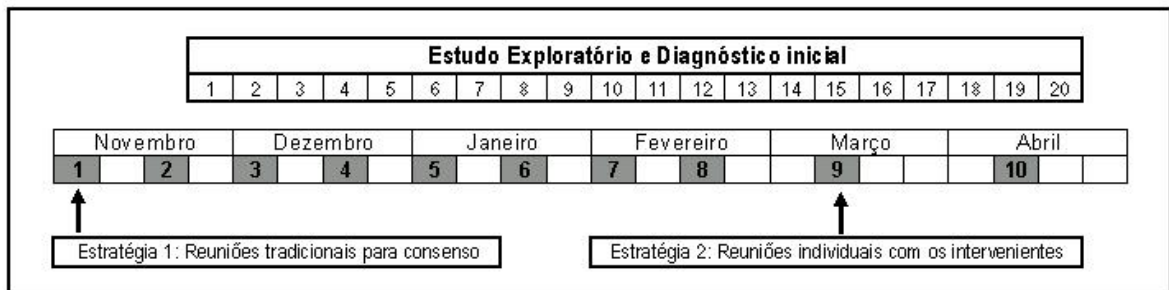 Estudo Exploratório e Diagnóstico inicial
1 2 3 4 5 6 7 8 9 10 11 12 13 14 15 16 17 18 19 20
Novembro Dezembro Janeiro Fevereiro Março Abril
1 2 3 4 5 6 7 8 9 10
Estratégia 1: Reuniões tradicionais para consenso Estratégia 2: Reuniões individuais com os intervenientes